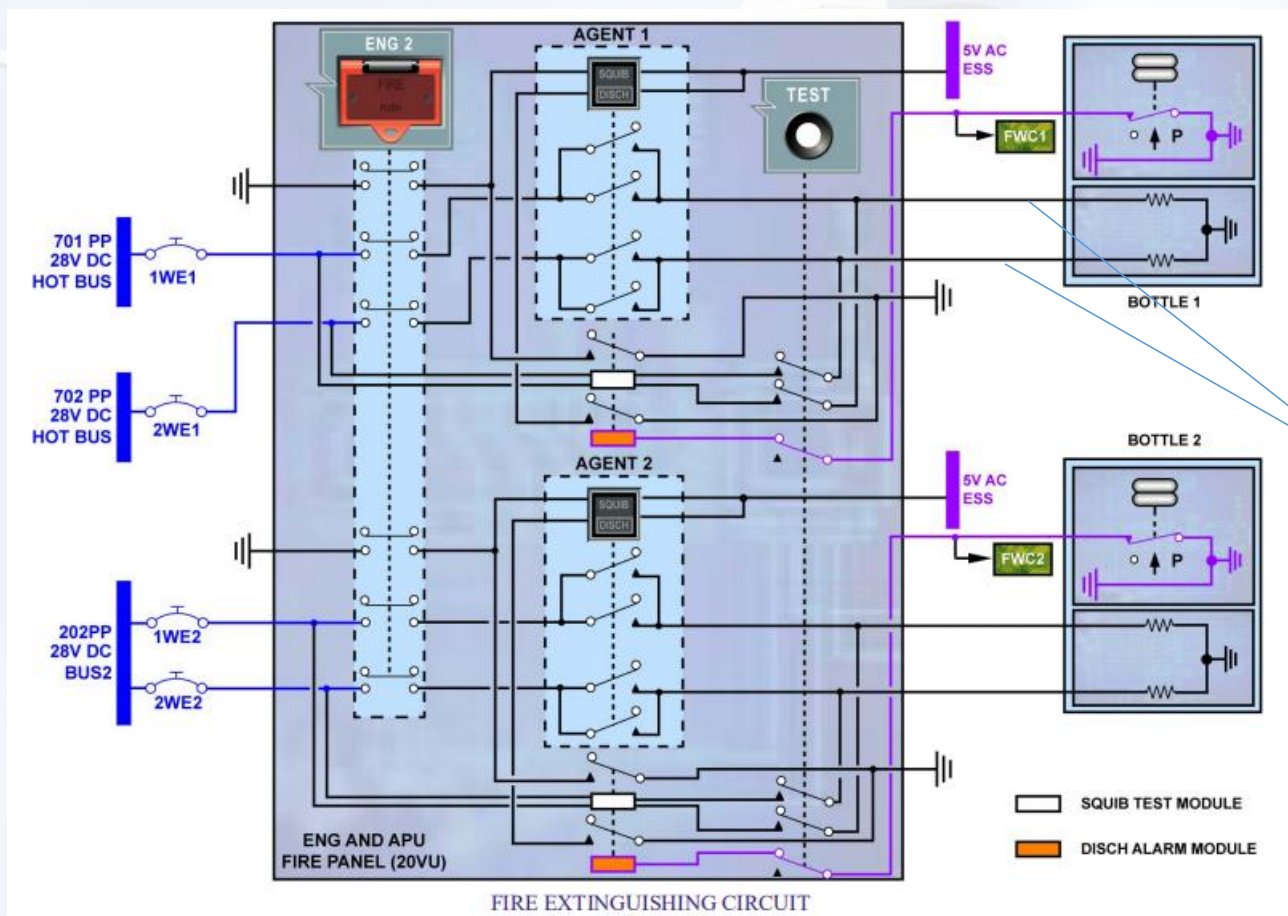 ENG 2
FIRE
PUSH
AGENT 1
SQUIB
DISCH
TEST
5V AC
ESS
FWC1
P
BOTTLE 1
701 PP
28V DC
HOT BUS
1WE1
702 PP
28V DC
HOT BUS
2WE1
AGENT 2
SQUIB
DISCH
5V AC
ESS
FWC2
BOTTLE 2
P
202PP
28V DC
BUS2
1WE2
2WE2
ENG AND APU
FIRE PANEL (20VU)
SQUIB TEST MODULE
DISCH ALARM MODULE
FIRE EXTINGUISHING CIRCUIT